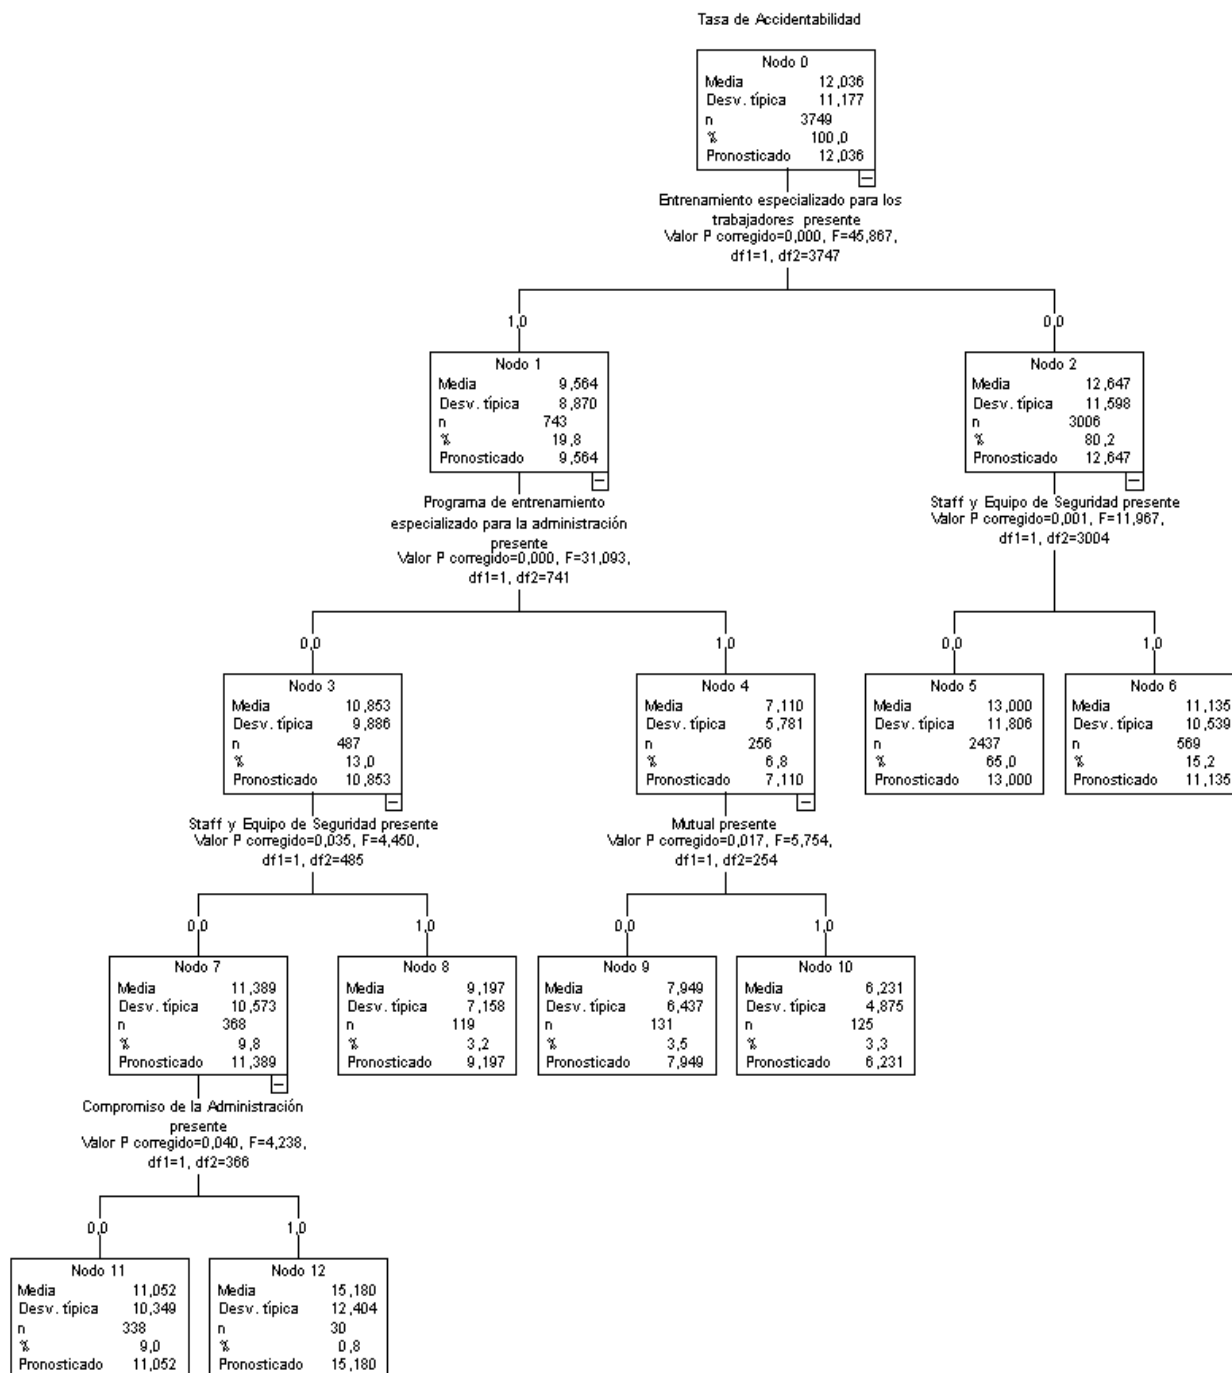 Tasa de Accidentabilidad
Nodo 0
Media 12,036
Desv. típica 11,177
n 3749
% 100,0
Pronosticado 12,036
Entrenamiento especializado para los
trabajadores presente
Valor P corregido=0,000, F=45,867,
df1=1, df2=3747
1,0
0,0
Nodo 1
Media 9,564
Desv. típica 8,870
n 743
% 19,8
Pronosticado 9,564
Nodo 2
Media 12,647
Desv. típica 11,598
n 3006
% 80,2
Pronosticado 12,647
Programa de entrenamiento
especializado para la administración
presente
Valor P corregido=0,000, F=31,093,
df1=1, df2=741
Staff y Equipo de Seguridad presente
Valor P corregido=0,001, F=11,967,
df1=1, df2=3004
0,0
1,0
0,0
1,0
Nodo 3
Media 10,853
Desv. típica 9,886
n 487
% 13,0
Pronosticado 10,853
Nodo 4
Media 7,110
Desv. típica 5,781
n 256
% 6,8
Pronosticado 7,110
Nodo 5
Media 13,000
Desv. típica 11,806
n 2437
% 65,0
Pronosticado 13,000
Nodo 6
Media 11,135
Desv. típica 10,539
n 569
% 15,2
Pronosticado 11,135
Staff y Equipo de Seguridad presente
Valor P corregido=0,035, F=4,450,
df1=1, df2=485
Mutual presente
Valor P corregido=0,017, F=5,754,
df1=1, df2=254
0,0
1,0
0,0
1,0
Nodo 7
Media 11,389
Desv. típica 10,573
n 368
% 9,8
Pronosticado 11,389
Nodo 8
Media 9,197
Desv. típica 7,158
n 119
% 3,2
Pronosticado 9,197
Nodo 9
Media 7,949
Desv. típica 6,437
n 131
% 3,5
Pronosticado 7,949
Nodo 10
Media 6,231
Desv. típica 4,875
n 125
% 3,3
Pronosticado 6,231
Compromiso de la Administración
presente
Valor P corregido=0,040, F=4,238,
df1=1, df2=366
0,0
1,0
Nodo 11
Media 11,052
Desv. típica 10,349
n 338
% 9,0
Pronosticado 11,052
Nodo 12
Media 15,180
Desv. típica 12,404
n 30
% 0,8
Pronosticado 15,180